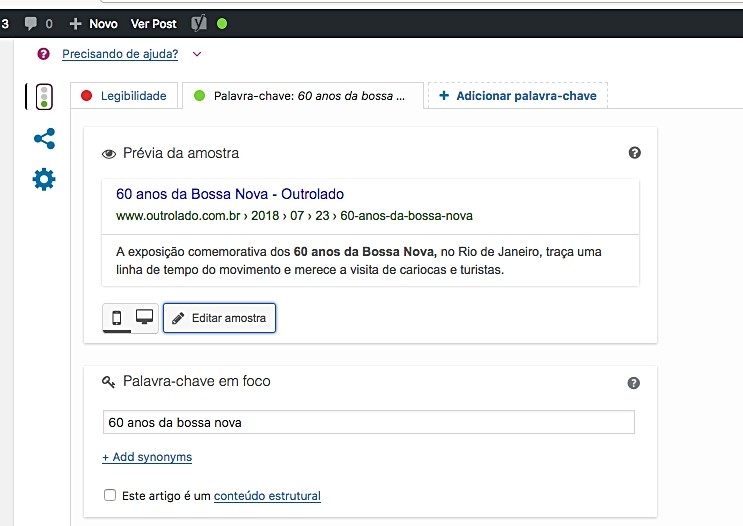 3 0 + Novo Ver Post
Precisando de ajuda?
Legibilidade Palavra-chave: 60 anos da bossa ... + Adicionar palavra-chave
Prévia da amostra
60 anos da Bossa Nova - Outrolado
www.outrolado.com.br › 2018 › 07 › 23 › 60-anos-da-bossa-nova
A exposição comemorativa dos 60 anos da Bossa Nova, no Rio de Janeiro, traça uma
linha de tempo do movimento e merece a visita de cariocas e turistas.
Editar amostra
Palavra-chave em foco
60 anos da bossa nova
+ Add synonyms
Este artigo é um conteúdo estrutural